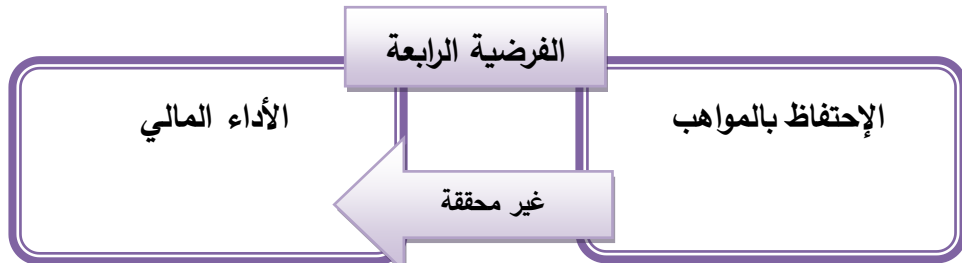 الفرضية الرابعة
الإحتفاظ بالمواهب
الأداء المالي
غير محققة